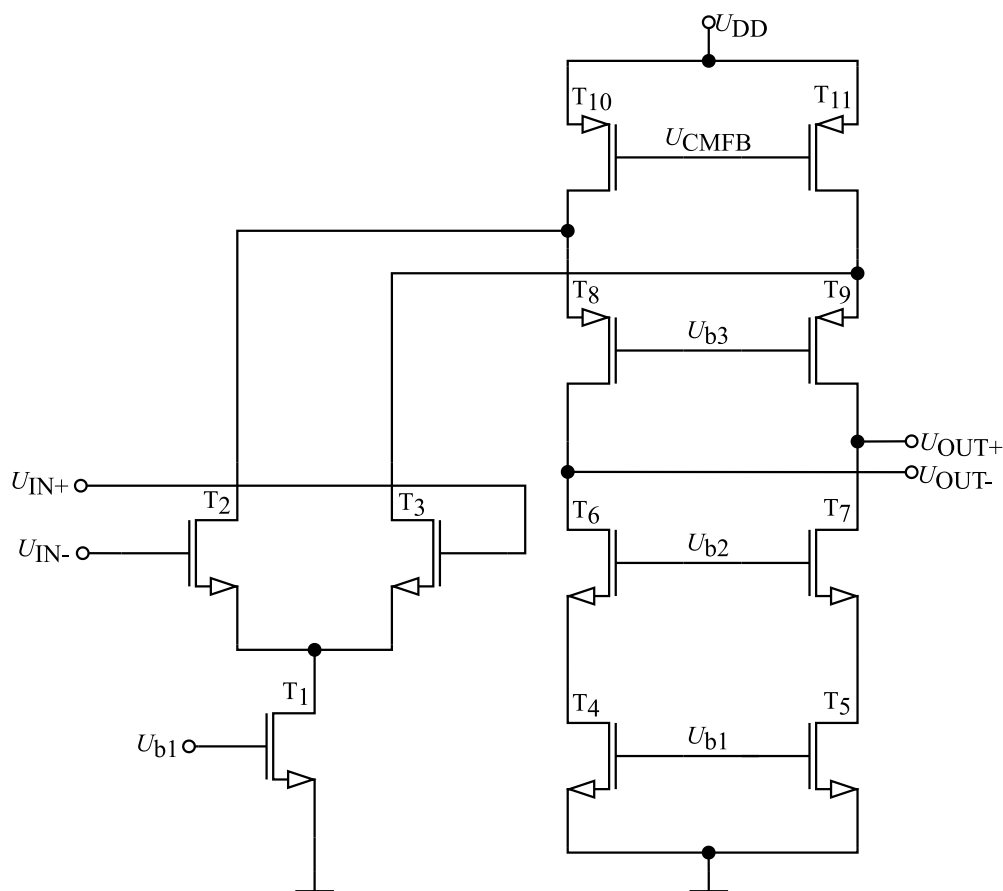 UDD
T10
T11
UCMFB
T8
T9
Ub3
UOUT+
UIN+
UOUT-
T2
T3
T6
T7
UIN-
Ub2
T1
T4
T5
Ub1
Ub1